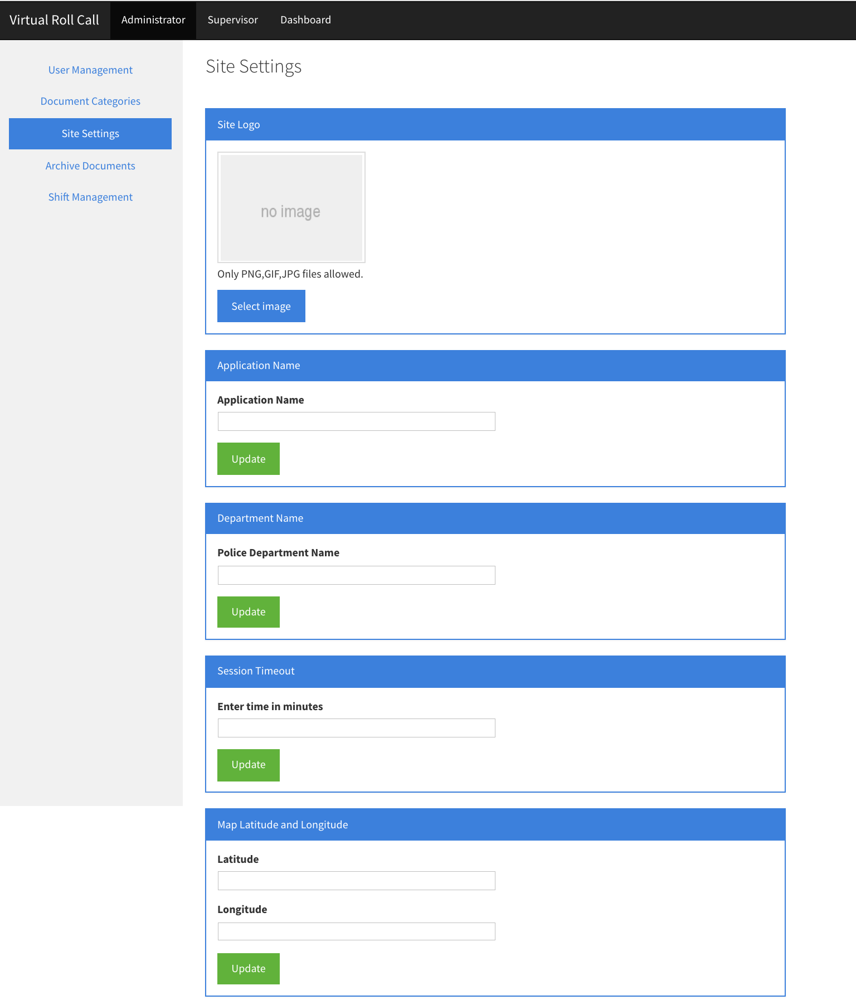 Virtual Roll Call Administrator Supervisor Dashboard
User Management
Document Categories
Site Settings
Archive Documents
Shift Management
Site Settings
Site Logo
no image
Only PNG,GIF,JPG files allowed.
Select image
Application Name
Application Name
Update
Department Name
Police Department Name
Update
Session Timeout
Enter time in minutes
Update
Map Latitude and Longitude
Latitude
Longitude
Update